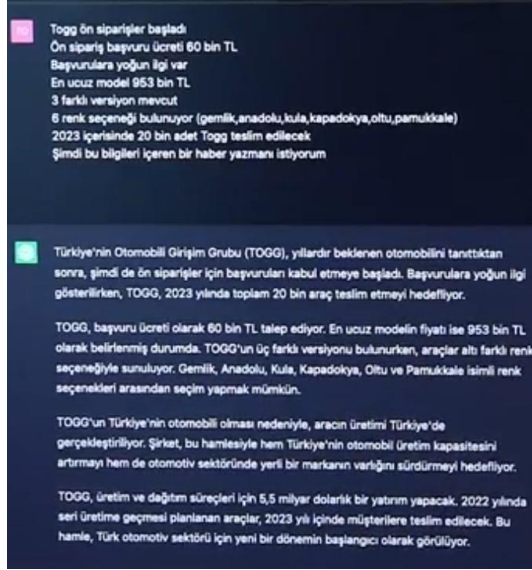 TO
Togg ön siparişler başladı
Ön sipariş başvuru ücreti 60 bin TL
Başvurulara yoğun ilgi var
En ucuz model 953 bin TL
3 farklı versiyon mevcut
6 renk seçeneği bulunuyor (gemlik,anadolu,kula,kapadokya,oltu,pamukkale)
2023 içerisinde 20 bin adet Togg teslim edilecek
Şimdi bu bilgileri içeren bir haber yazmanı istiyorum
Türkiye'nin Otomobili Girişim Grubu (TOGG), yıllardır beklenen otomobilini tanıttıktan
sonra, şimdi de ön siparişler için başvuruları kabul etmeye başladı. Başvurulara yoğun ilgi
gösterilirken, TOGG, 2023 yılında toplam 20 bin araç teslim etmeyi hedefliyor.
TOGG, başvuru ücreti olarak 60 bin TL talep ediyor. En ucuz modelin fiyatı ise 953 bin TL
olarak belirlenmiş durumda. TOGG'un üç farklı versiyonu bulunurken, araçlar altı farklı renk
seçeneğiyle sunuluyor. Gemlik, Anadolu, Kula, Kapadokya, Oltu ve Pamukkale isimli renk
seçenekleri arasından seçim yapmak mümkün.
TOGG'un Türkiye'nin otomobili olması nedeniyle, aracın üretimi Türkiye'de
gerçekleştiriliyor. Şirket, bu hamlesiyle hem Türkiye'nin otomobil üretim kapasitesini
artırmayı hem de otomotiv sektöründe yerli bir markanın varlığını sürdürmeyi hedefliyor.
TOGG, üretim ve dağıtım süreçleri için 5,5 milyar dolarlık bir yatırım yapacak. 2022 yılında
seri üretime geçmesi planlanan araçlar, 2023 yılı içinde müşterilere teslim edilecek. Bu
hamle, Türk otomotiv sektörü için yeni bir dönemin başlangıcı olarak görülüyor.